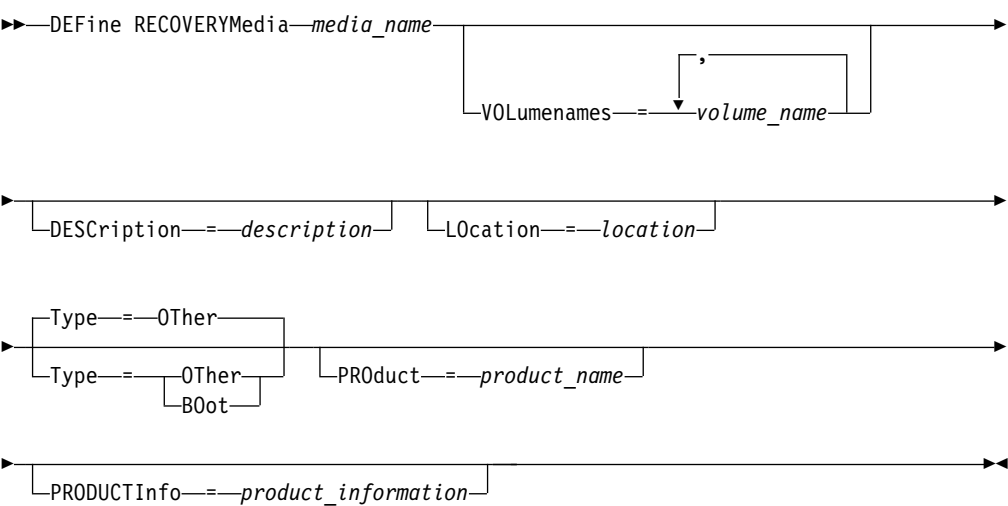 DEFine RECOVERYMedia media_name
,
VOLumenames = volume_name
DESCription = description LOcation = location
Type = OTher
Type = OTher PROduct = product_name
BOot
PRODUCTInfo = product_information